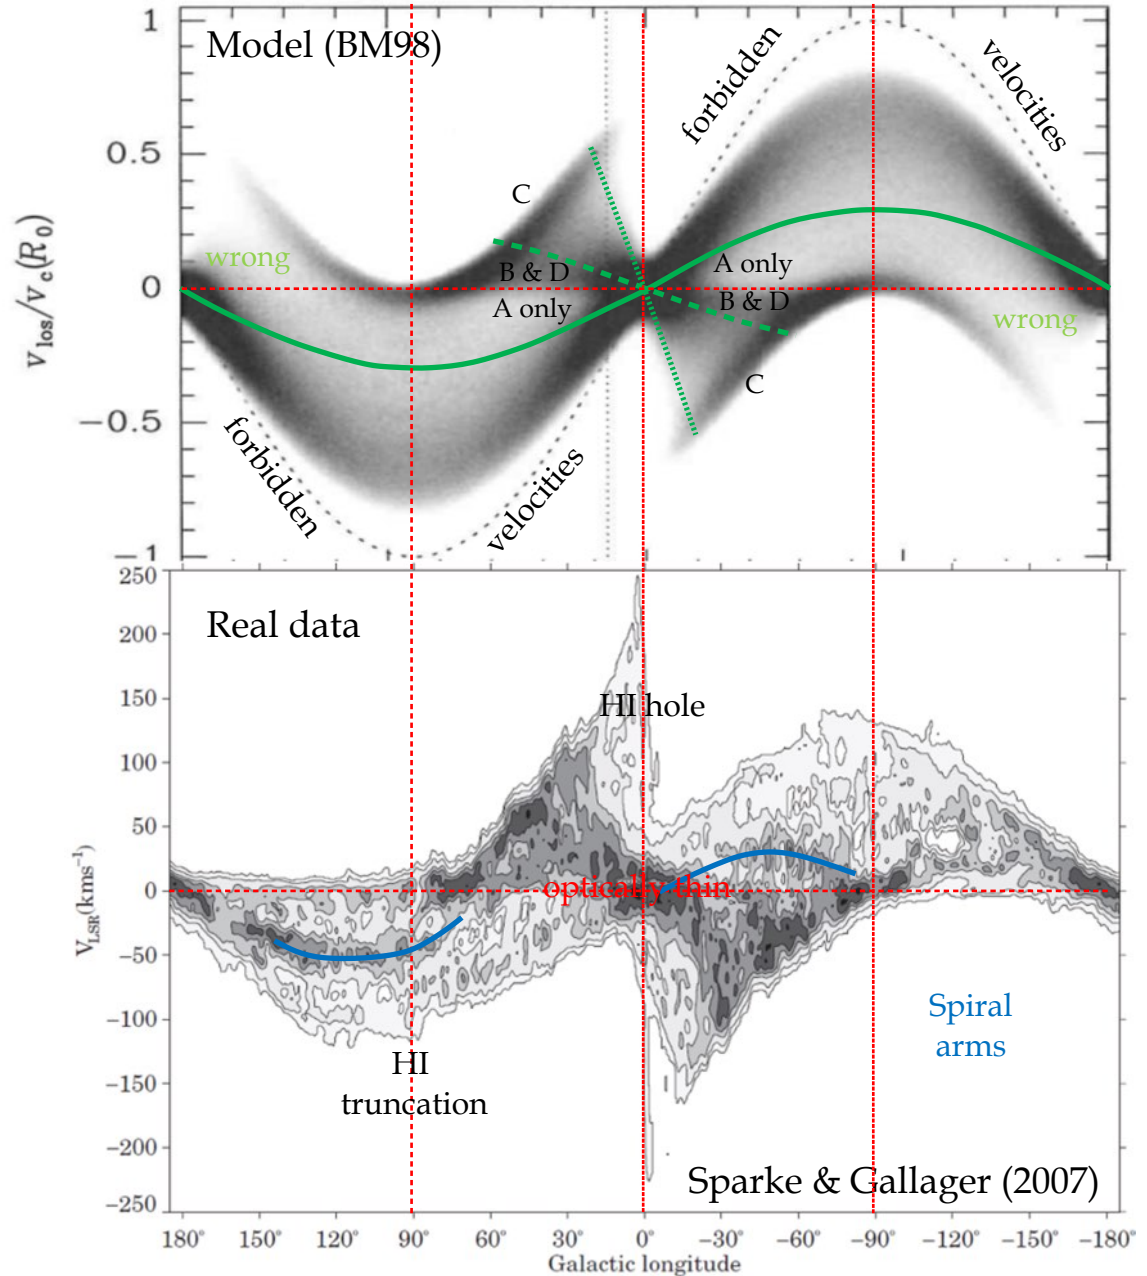 Model (BM98)
1
0.5
0
−0.5
−1
v_los/v_c(R_0)
forbidden
velocities
C
wrong
B & D
A only
A only
B & D
wrong
C
forbidden
velocities
250
200
150
100
50
0
−50
−100
−150
−200
−250
V_LSR(kms⁻¹)
Real data
HI hole
optically thin
Spiral
arms
HI
truncation
Sparke & Gallager (2007)
180° 150° 120° 90° 60° 30° 0° −30° −60° −90° −120° −150° −180°
Galactic longitude